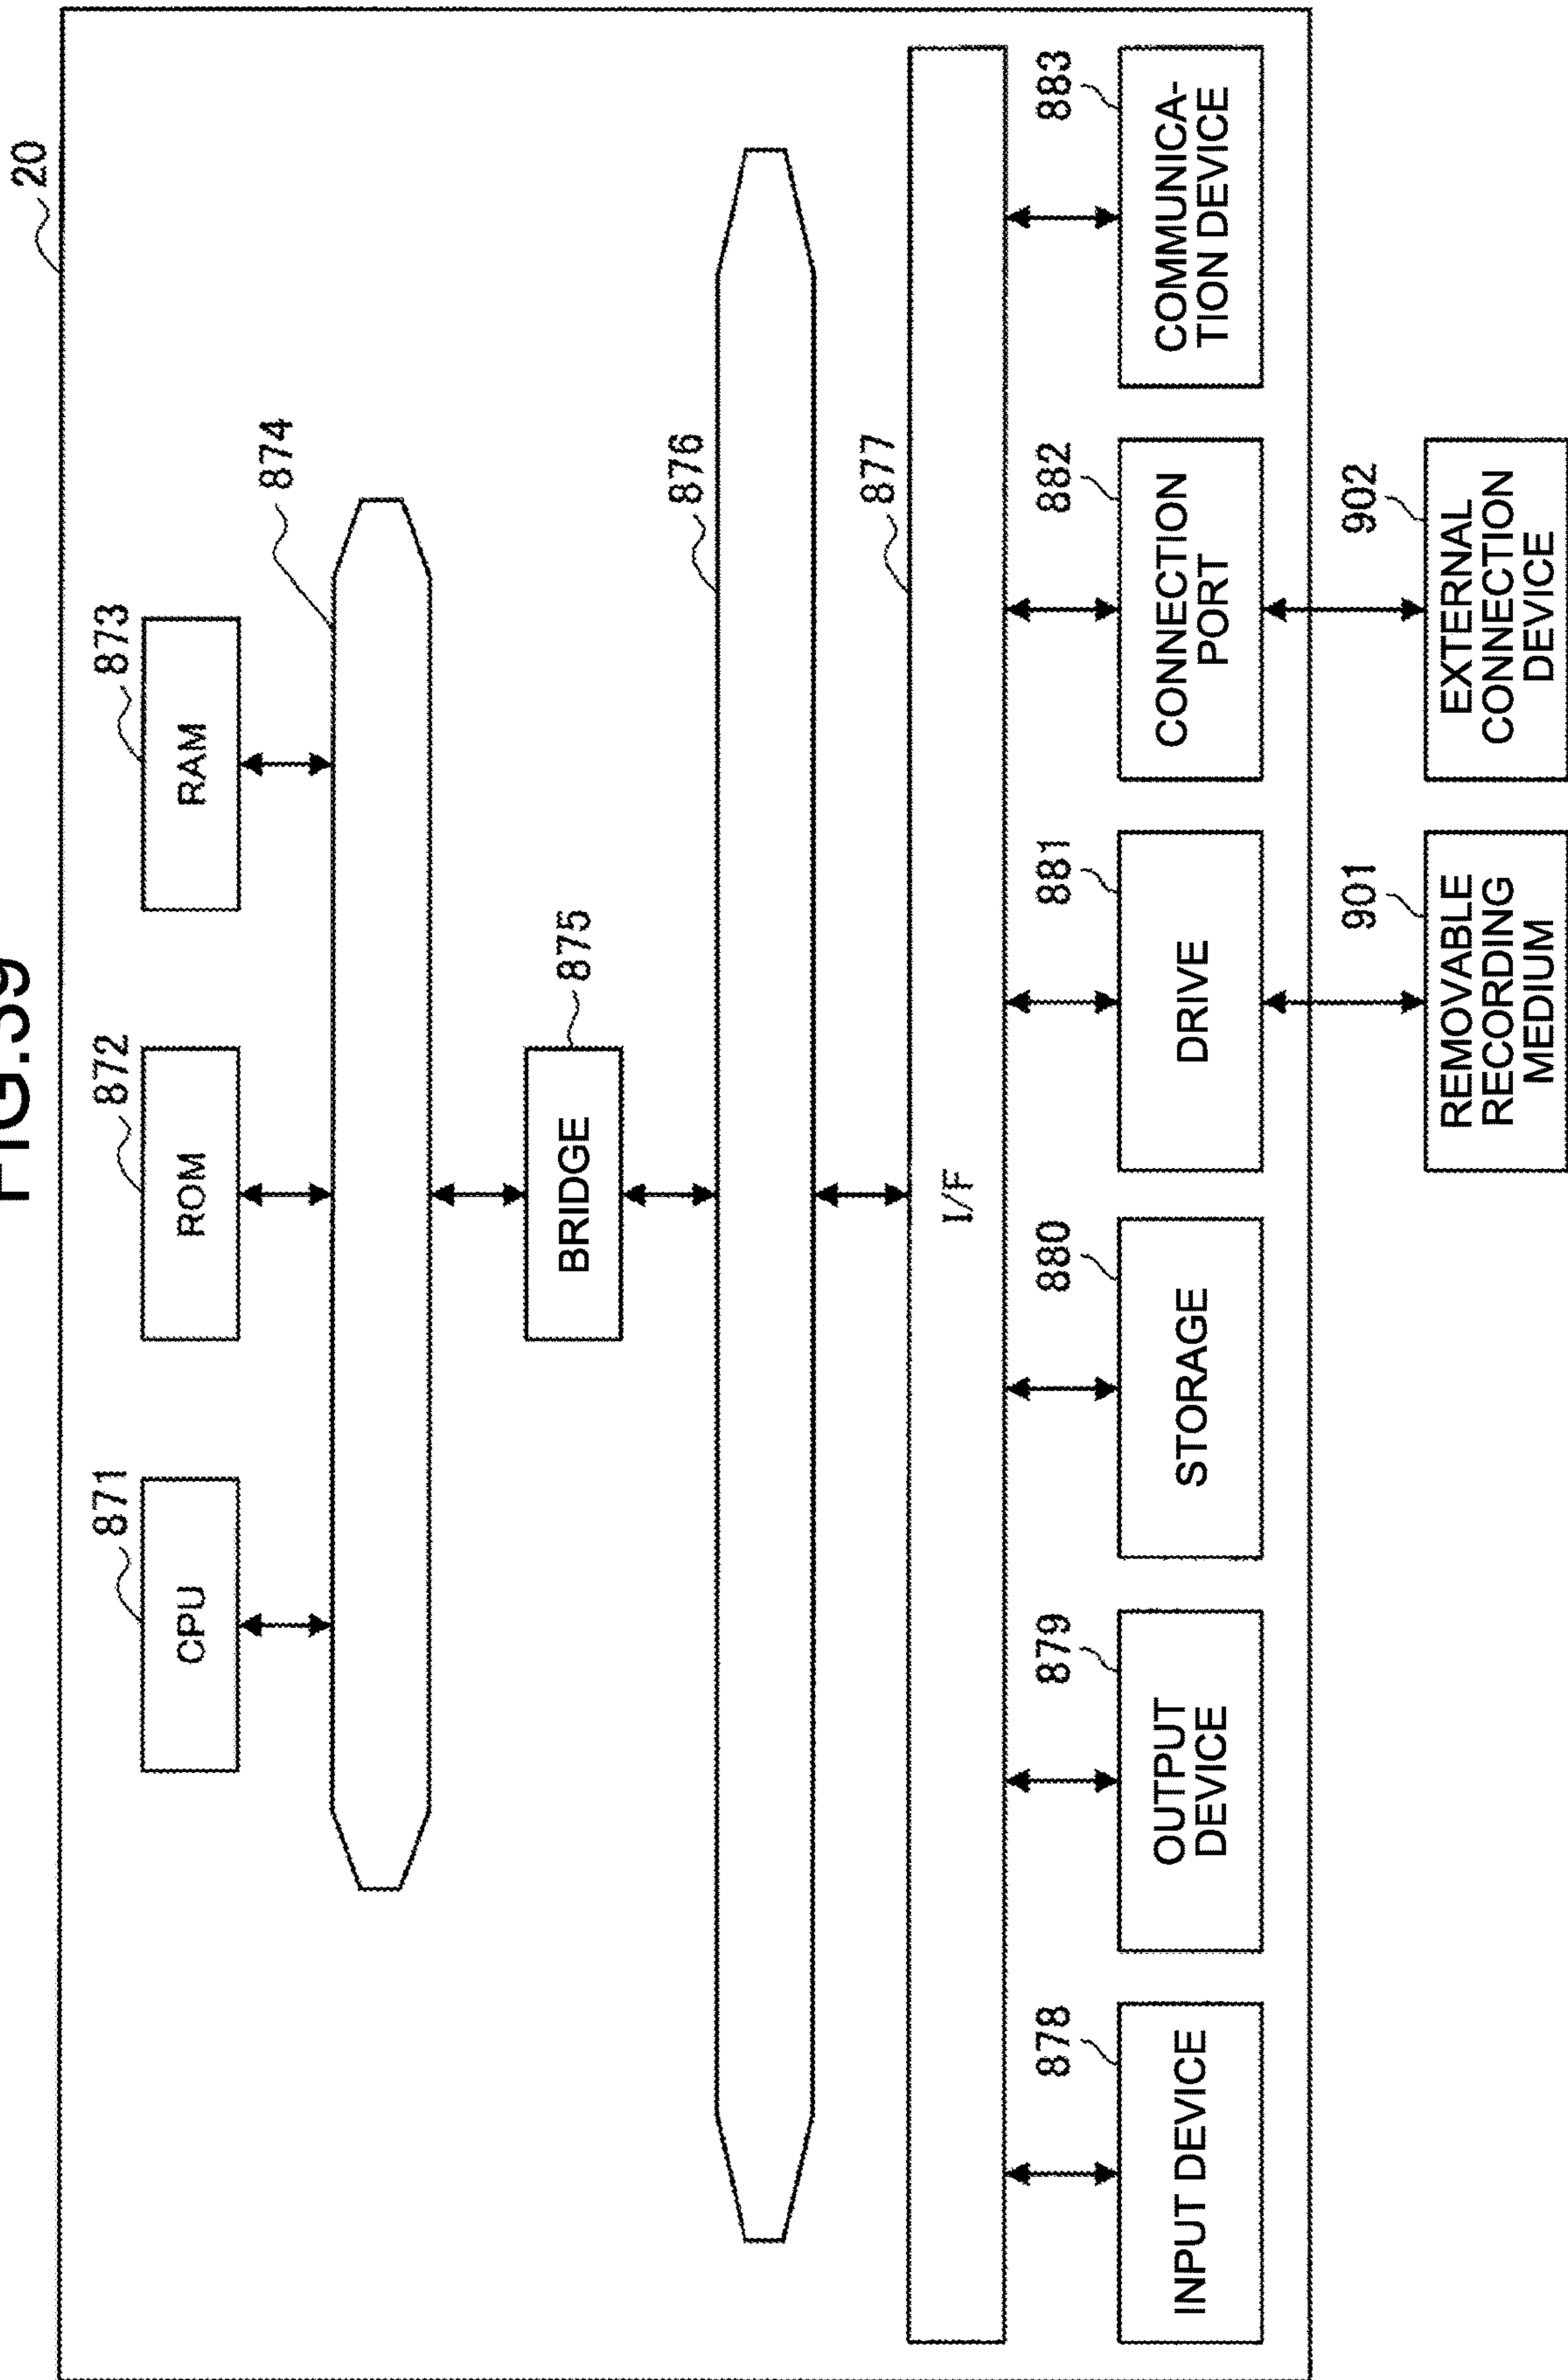 FIG.39
20
871
872
873
CPU
ROM
RAM
874
875
BRIDGE
876
877
I/F
878
879
880
881
882
883
INPUT DEVICE
OUTPUT
DEVICE
STORAGE
DRIVE
CONNECTION
PORT
COMMUNICA-
TION DEVICE
901
902
REMOVABLE
RECORDING
MEDIUM
EXTERNAL
CONNECTION
DEVICE